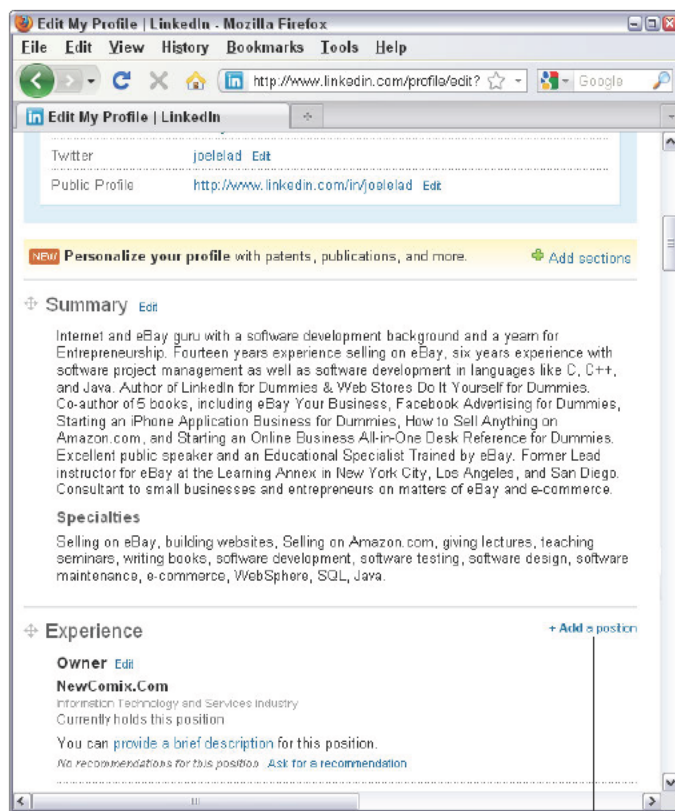 Edit My Profile | LinkedIn - Mozilla Firefox
File Edit View History Bookmarks Tools Help
http://www.linkedin.com/profile/edit? Google
Edit My Profile | LinkedIn
Twitter joelelad Edit
Public Profile http://www.linkedin.com/in/joelelad Edit
NEW Personalize your profile with patents, publications, and more. Add sections
Summary Edit
Internet and eBay guru with a software development background and a yearn for
Entrepreneurship. Fourteen years experience selling on eBay, six years experience with
software project management as well as software development in languages like C, C++,
and Java. Author of LinkedIn for Dummies & Web Stores Do It Yourself for Dummies.
Co-author of 5 books, including eBay Your Business, Facebook Advertising for Dummies,
Starting an iPhone Application Business for Dummies, How to Sell Anything on
Amazon.com, and Starting an Online Business All-in-One Desk Reference for Dummies.
Excellent public speaker and an Educational Specialist Trained by eBay. Former Lead
instructor for eBay at the Learning Annex in New York City, Los Angeles, and San Diego.
Consultant to small businesses and entrepreneurs on matters of eBay and e-commerce.
Specialties
Selling on eBay, building websites, Selling on Amazon.com, giving lectures, teaching
seminars, writing books, software development, software testing, software design, software
maintenance, e-commerce, WebSphere, SQL, Java.
Experience + Add a position
Owner Edit
NewComix.Com
Information Technology and Services industry
Currently holds this position
You can provide a brief description for this position.
No recommendations for this position Ask for a recommendation